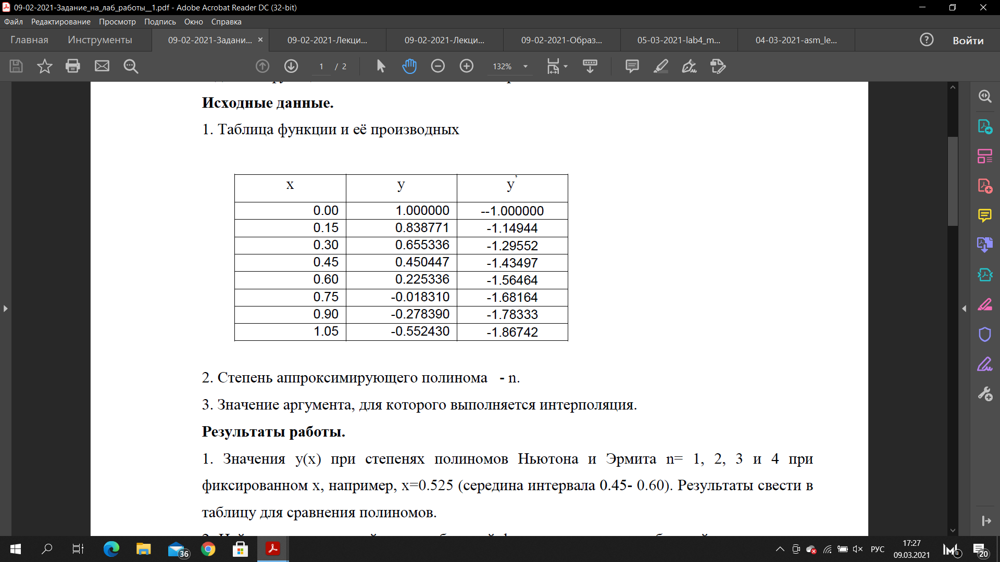 09-02-2021-Задание_на_лаб_работы__1.pdf - Adobe Acrobat Reader DC (32-bit)
Файл Редактирование Просмотр Подпись Окно Справка
Главная Инструменты 09-02-2021-Задани... × 09-02-2021-Лекци... 09-02-2021-Лекци... 09-02-2021-Образ... 05-03-2021-lab4_m... 04-03-2021-asm_le... ? Войти
1 / 2 132%
Исходные данные.
1. Таблица функции и её производных
x y y’
0.00 1.000000 --1.000000
0.15 0.838771 -1.14944
0.30 0.655336 -1.29552
0.45 0.450447 -1.43497
0.60 0.225336 -1.56464
0.75 -0.018310 -1.68164
0.90 -0.278390 -1.78333
1.05 -0.552430 -1.86742
2. Степень аппроксимирующего полинома - n.
3. Значение аргумента, для которого выполняется интерполяция.
Результаты работы.
1. Значения y(x) при степенях полиномов Ньютона и Эрмита n= 1, 2, 3 и 4 при
фиксированном x, например, x=0.525 (середина интервала 0.45- 0.60). Результаты свести в
таблицу для сравнения полиномов.
36 РУС 17:27 20
09.03.2021